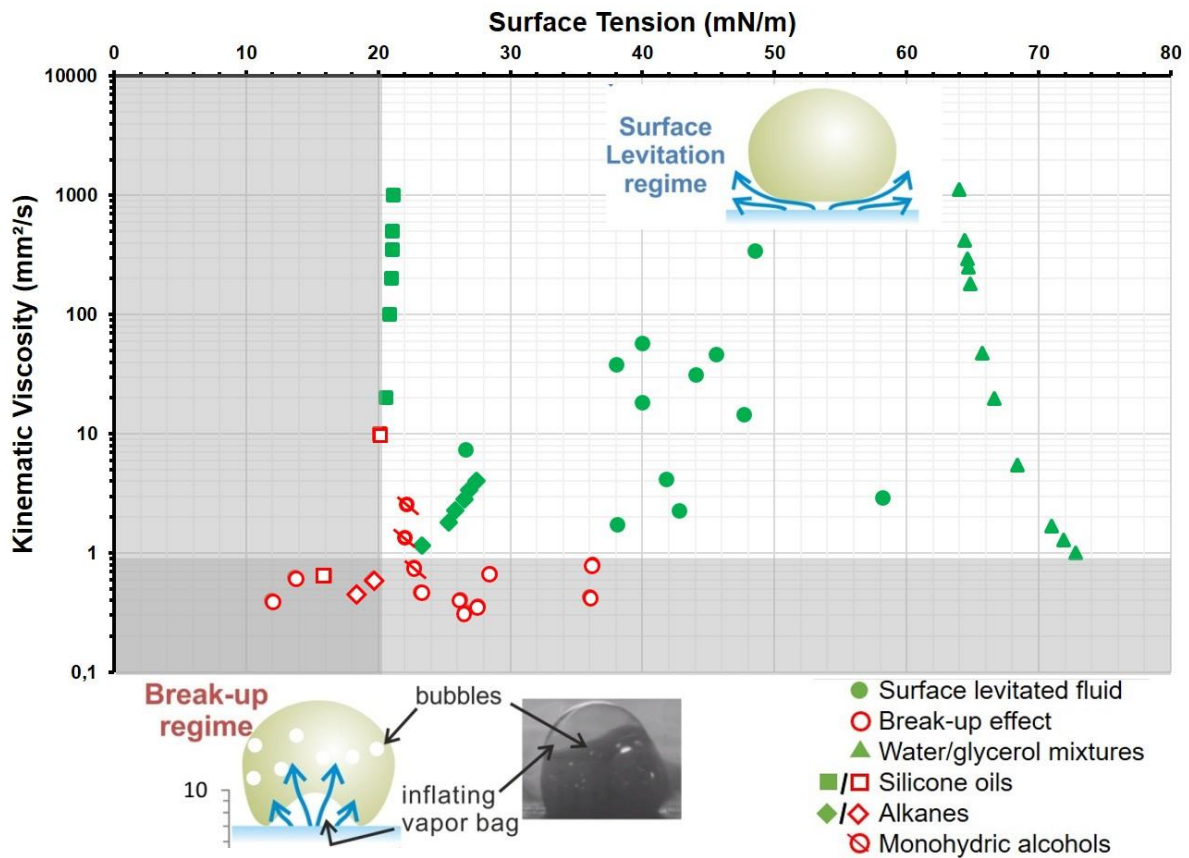 Surface Tension (mN/m)
0 10 20 30 40 50 60 70 80
Kinematic Viscosity (mm²/s)
10000
1000
100
10
1
0,1
Surface
Levitation
regime
Break-up
regime
bubbles
inflating
vapor bag
10
Surface levitated fluid
Break-up effect
Water/glycerol mixtures
/ Silicone oils
/ Alkanes
Monohydric alcohols